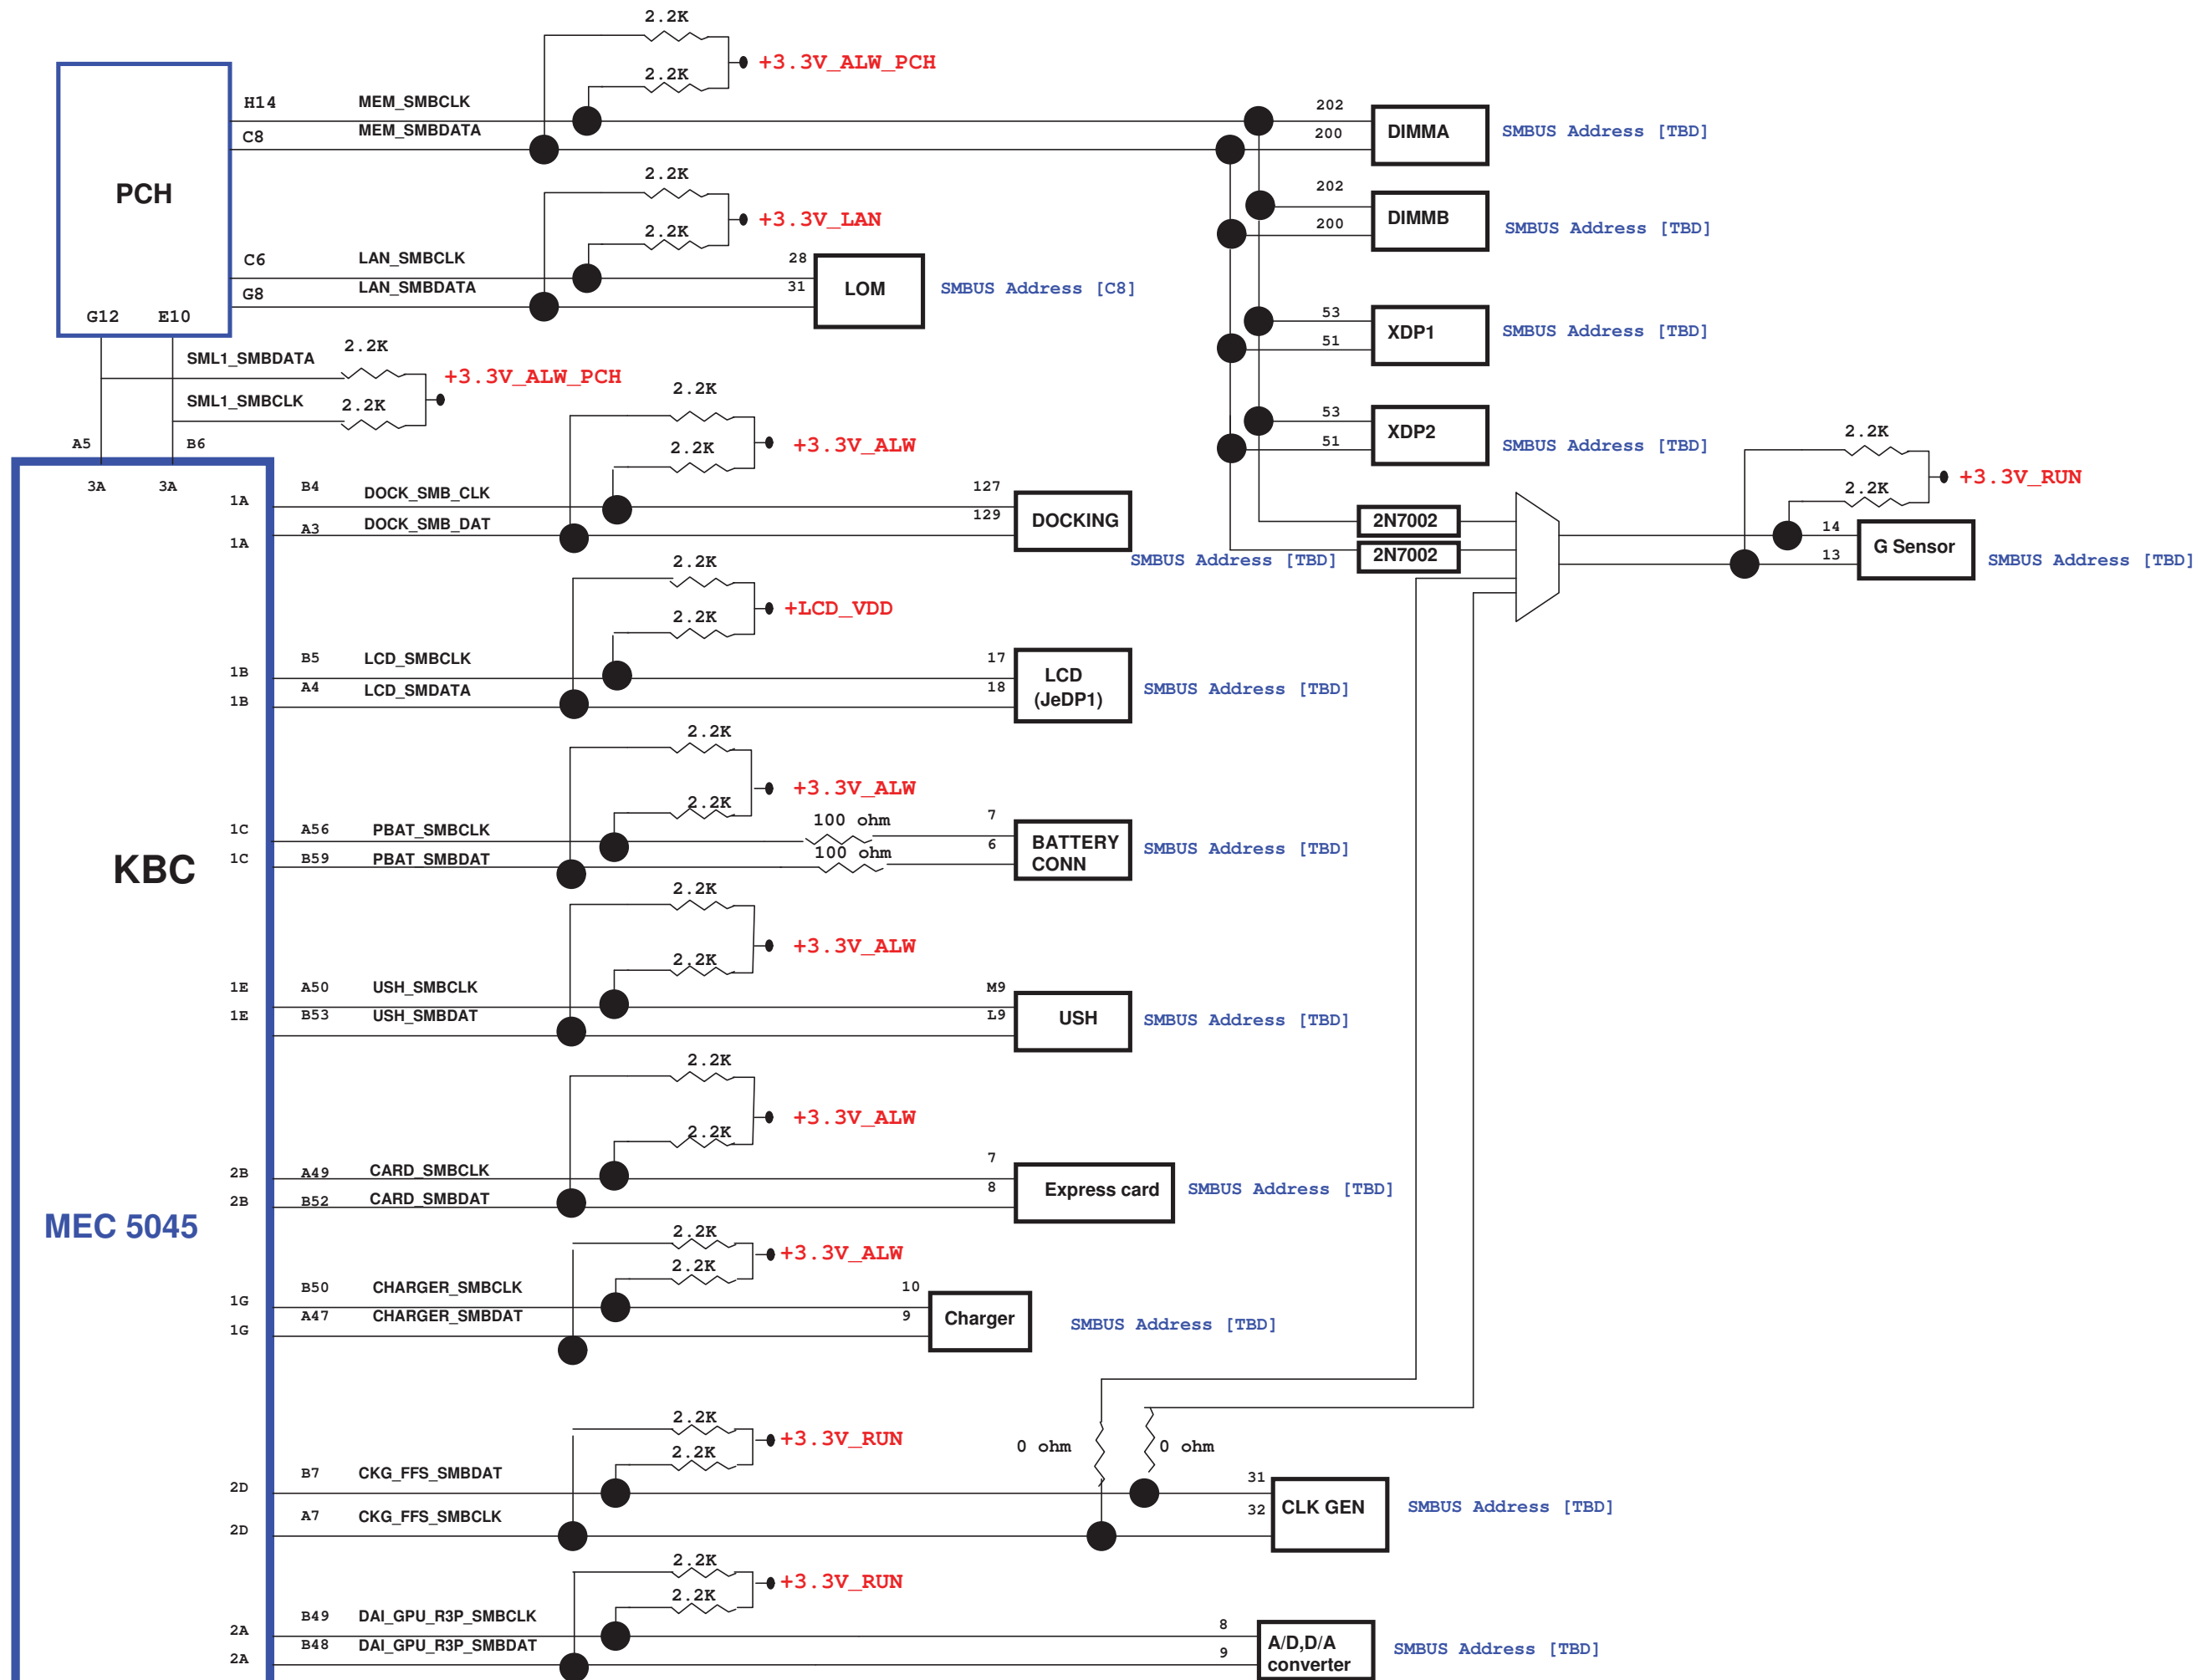 2.2K
+3.3V_ALW_PCH
2.2K
H14 MEM_SMBCLK
C8 MEM_SMBDATA
202
200
DIMMA
SMBUS Address [TBD]
PCH
2.2K
+3.3V_LAN
2.2K
202
200
DIMMB
SMBUS Address [TBD]
C6 LAN_SMBCLK
G8 LAN_SMBDATA
28
31
LOM
SMBUS Address [C8]
G12 E10
53
51
XDP1
SMBUS Address [TBD]
SML1_SMBDATA
2.2K
+3.3V_ALW_PCH
SML1_SMBCLK
2.2K
A5 B6
3A 3A
53
51
XDP2
SMBUS Address [TBD]
2.2K
+3.3V_ALW
2.2K
1A B4 DOCK_SMB_CLK
1A A3 DOCK_SMB_DAT
127
129
DOCKING
SMBUS Address [TBD]
2N7002
2N7002
2.2K
+3.3V_RUN
2.2K
14
13
G Sensor
SMBUS Address [TBD]
2.2K
+LCD_VDD
2.2K
1B B5 LCD_SMBCLK
1B A4 LCD_SMDATA
17
18
LCD
(JeDP1)
SMBUS Address [TBD]
2.2K
+3.3V_ALW
2.2K
1C A56 PBAT_SMBCLK
1C B59 PBAT_SMBDAT
100 ohm
100 ohm
7
6
BATTERY
CONN
SMBUS Address [TBD]
KBC
2.2K
+3.3V_ALW
2.2K
1E A50 USH_SMBCLK
1E B53 USH_SMBDAT
M9
L9
USH
SMBUS Address [TBD]
2.2K
+3.3V_ALW
2.2K
2B A49 CARD_SMBCLK
2B B52 CARD_SMBDAT
7
8
Express card
SMBUS Address [TBD]
MEC 5045
2.2K
+3.3V_ALW
2.2K
1G B50 CHARGER_SMBCLK
1G A47 CHARGER_SMBDAT
10
9
Charger
SMBUS Address [TBD]
2.2K
+3.3V_RUN
2.2K
0 ohm
0 ohm
2D B7 CKG_FFS_SMBDAT
2D A7 CKG_FFS_SMBCLK
31
32
CLK GEN
SMBUS Address [TBD]
2.2K
+3.3V_RUN
2.2K
2A B49 DAI_GPU_R3P_SMBCLK
2A B48 DAI_GPU_R3P_SMBDAT
8
9
A/D,D/A
converter
SMBUS Address [TBD]